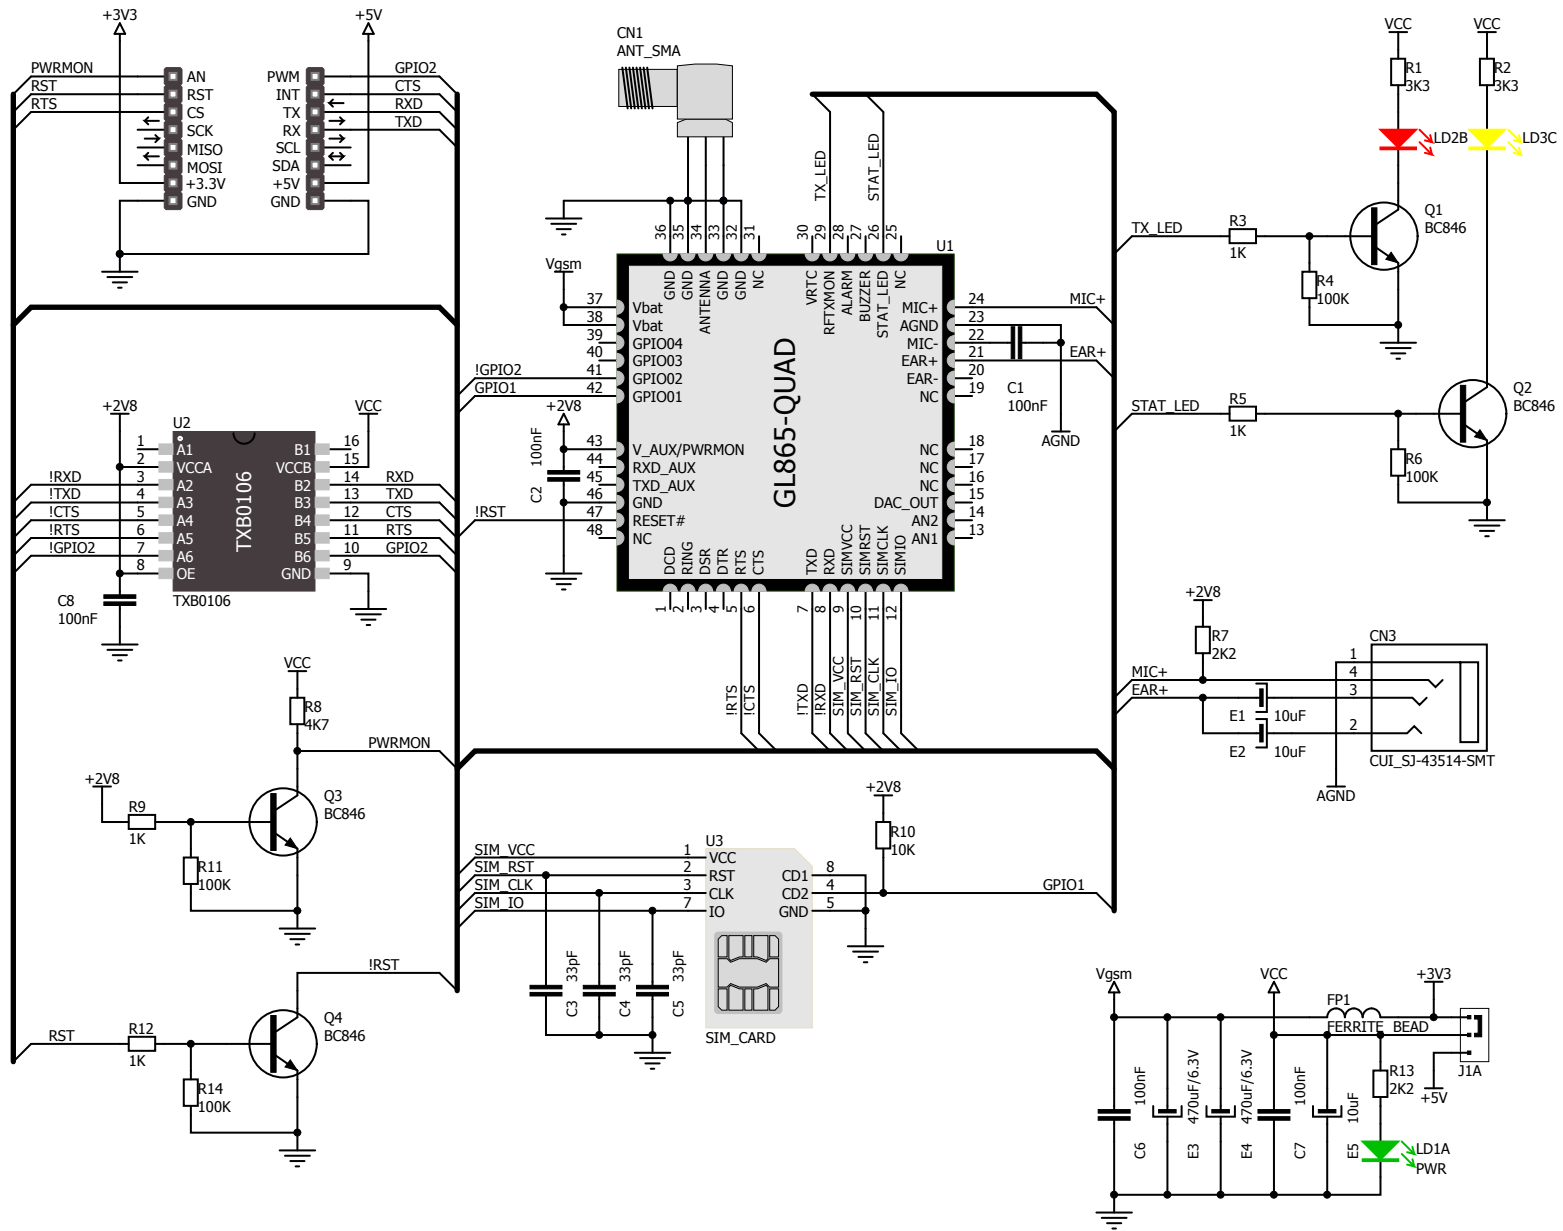 +3V3
+5V
PWRMON
RST
RTS
AN
RST
CS
SCK
MISO
MOSI
+3.3V
GND
PWM
INT
TX
RX
SCL
SDA
+5V
GND
GPIO2
CTS
RXD
TXD
CN1
ANT_SMA
TX_LED
STAT_LED
VCC
VCC
R1
3K3
R2
3K3
LD2B
LD3C
TX_LED
R3
1K
R4
100K
Q1
BC846
STAT_LED
R5
1K
R6
100K
Q2
BC846
U1
GL865-QUAD
36
35
34
33
32
31
30
29
28
27
26
25
GND
GND
ANTENNA
GND
GND
NC
VRTC
RFTXMON
ALARM
BUZZER
STAT_LED
NC
Vgsm
37
38
39
40
41
42
Vbat
Vbat
GPIO04
GPIO03
GPIO02
GPIO01
!GPIO2
GPIO1
+2V8
100nF
C2
43
44
45
46
47
48
V_AUX/PWRMON
RXD_AUX
TXD_AUX
GND
RESET#
NC
!RST
MIC+
AGND
MIC-
EAR+
EAR-
NC
24
23
22
21
20
19
MIC+
EAR+
C1
100nF
AGND
NC
NC
NC
DAC_OUT
AN2
AN1
18
17
16
15
14
13
DCD
RING
DSR
DTR
RTS
CTS
TXD
RXD
SIMVCC
SIMRST
SIMCLK
SIMIO
1
2
3
4
5
6
7
8
9
10
11
12
!RTS
!CTS
!TXD
!RXD
SIM_VCC
SIM_RST
SIM_CLK
SIM_IO
+2V8
VCC
U2
TXB0106
1
2
3
4
5
6
7
8
A1
VCCA
A2
A3
A4
A5
A6
OE
B1
VCCB
B2
B3
B4
B5
B6
GND
16
15
14
13
12
11
10
9
!RXD
!TXD
!CTS
!RTS
!GPIO2
RXD
TXD
CTS
RTS
GPIO2
TXB0106
C8
100nF
VCC
R8
4K7
PWRMON
+2V8
R9
1K
R11
100K
Q3
BC846
!RST
RST
R12
1K
R14
100K
Q4
BC846
SIM_VCC
SIM_RST
SIM_CLK
SIM_IO
1
2
3
7
U3
VCC
RST
CLK
IO
CD1
CD2
GND
8
4
5
SIM_CARD
C3
33pF
C4
33pF
C5
33pF
+2V8
R10
10K
GPIO1
+2V8
R7
2K2
MIC+
EAR+
E1
10uF
E2
10uF
1
4
3
2
CN3
CUI_SJ-43514-SMT
AGND
Vgsm
VCC
+3V3
FP1
FERRITE BEAD
J1A
+5V
R13
2K2
C6
100nF
E3
470uF/6.3V
E4
470uF/6.3V
C7
100nF
E5
10uF
LD1A
PWR